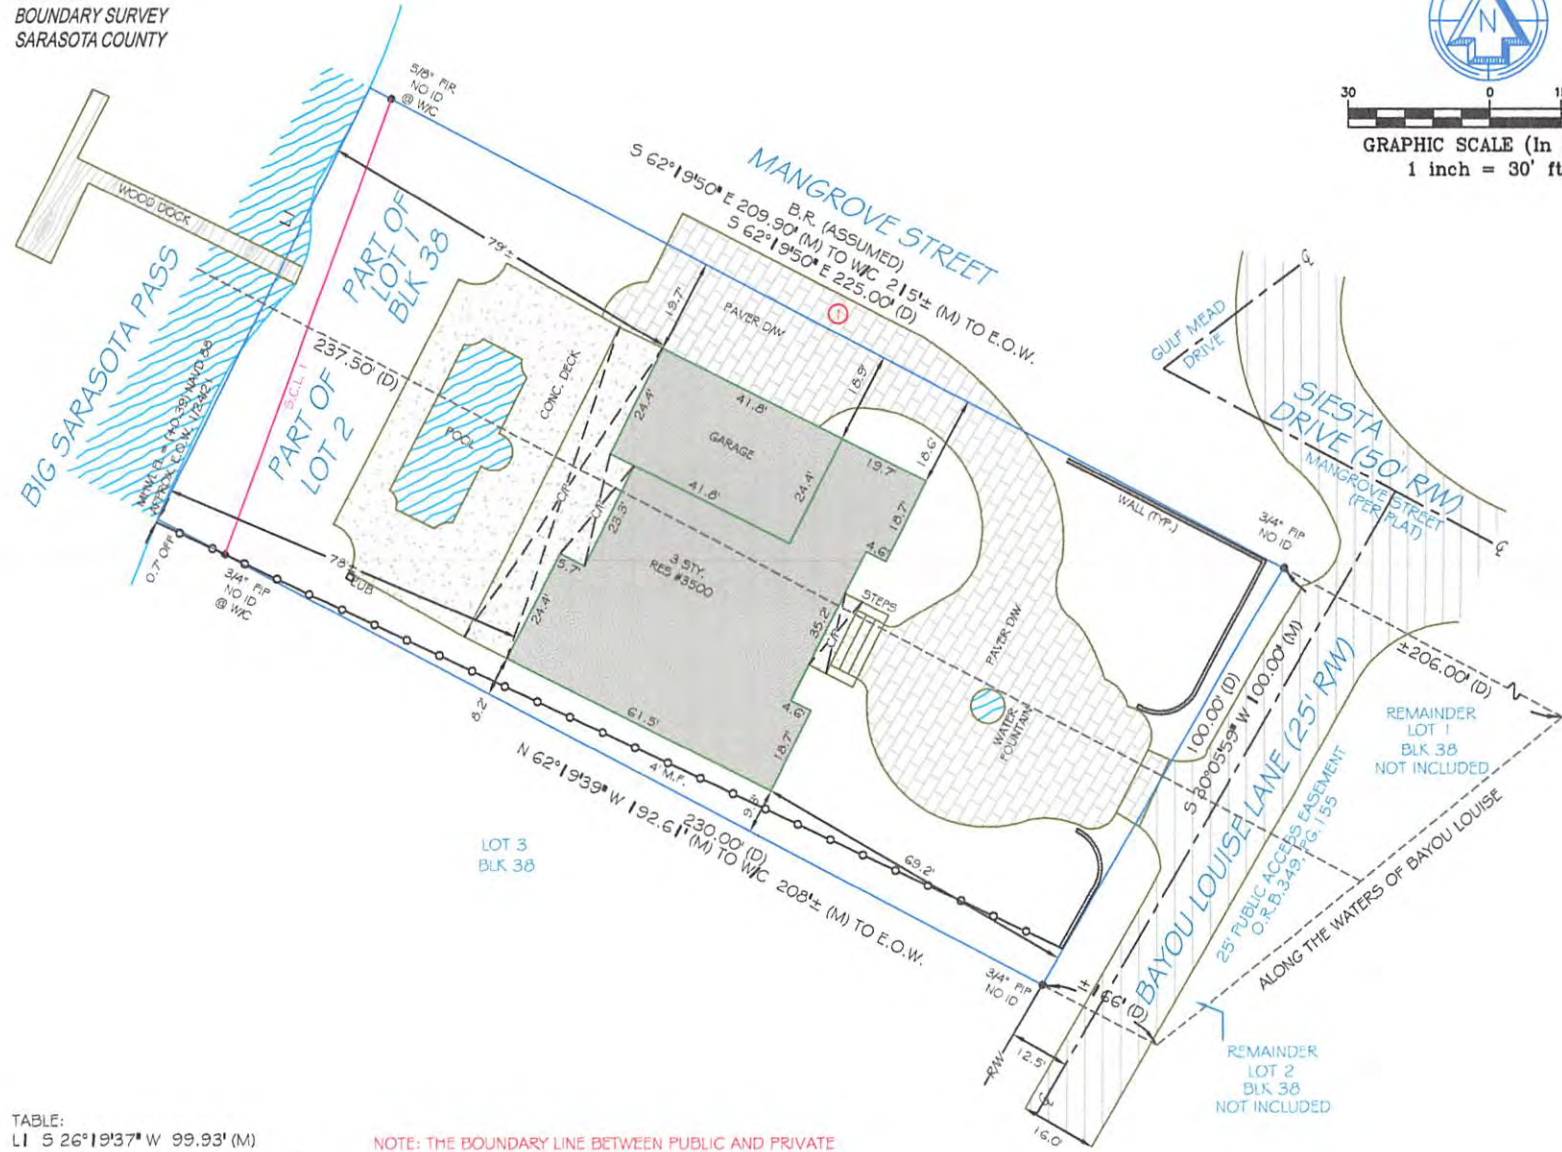 BOUNDARY SURVEY
SARASOTA COUNTY
N
30 0
GRAPHIC SCALE (In
1 inch = 30' ft
5/8" FIR
NO ID
@ W/C
MANGROVE STREET
B.R. (ASSUMED)
S 62°19'50" E 209.90' (M) TO W/C 215'± (M) TO E.O.W.
S 62°19'50" E 225.00' (D)
WOOD DOCK
L1
BIG SARASOTA PASS
PART OF
LOT 1
BLK 38
79'±
19.7'
PAVER D/W
1
18.9'
GULF MEAD
DRIVE
SIESTA
DRIVE (50' R/W)
MANGROVE STREET
(PER PLAT)
237.50' (D)
S.C.L. 1
PART OF
LOT 2
POOL
CONC. DECK
24.4'
41.8'
GARAGE
19.7'
18.6'
WALL (TYP.)
3/4" FIP
NO ID
APPROX. E.O.W.
C/P
C/P
23.3'
41.8'
24.4'
18.7'
4.6'
0.7' OFF
3/4" FIP
NO ID
@ W/C
5.7'
24.4'
3 STY.
RES #3500
35.2'
C/P
STEPS
PAVER D/W
WATER
FOUNTAIN
100.00' (D)
S 30°05'59" W 100.00' (M)
±206.00' (D)
REMAINDER
LOT 1
BLK 38
NOT INCLUDED
8.2'
61.5'
4' M.F.
4.6'
18.7'
N 62°19'39" W 192.61' (M) TO W/C 208'± (M) TO E.O.W.
230.00' (D)
69.2'
BAYOU LOUISE LANE (25' R/W)
25' PUBLIC ACCESS EASEMENT
O.R.B. 349, PG. 155
ALONG THE WATERS OF BAYOU LOUISE
LOT 3
BLK 38
3/4" FIP
NO ID
66' (D)
R/W
12.5'
16.0'
REMAINDER
LOT 2
BLK 38
NOT INCLUDED
TABLE:
L1 S 26°19'37" W 99.93' (M)
NOTE: THE BOUNDARY LINE BETWEEN PUBLIC AND PRIVATE